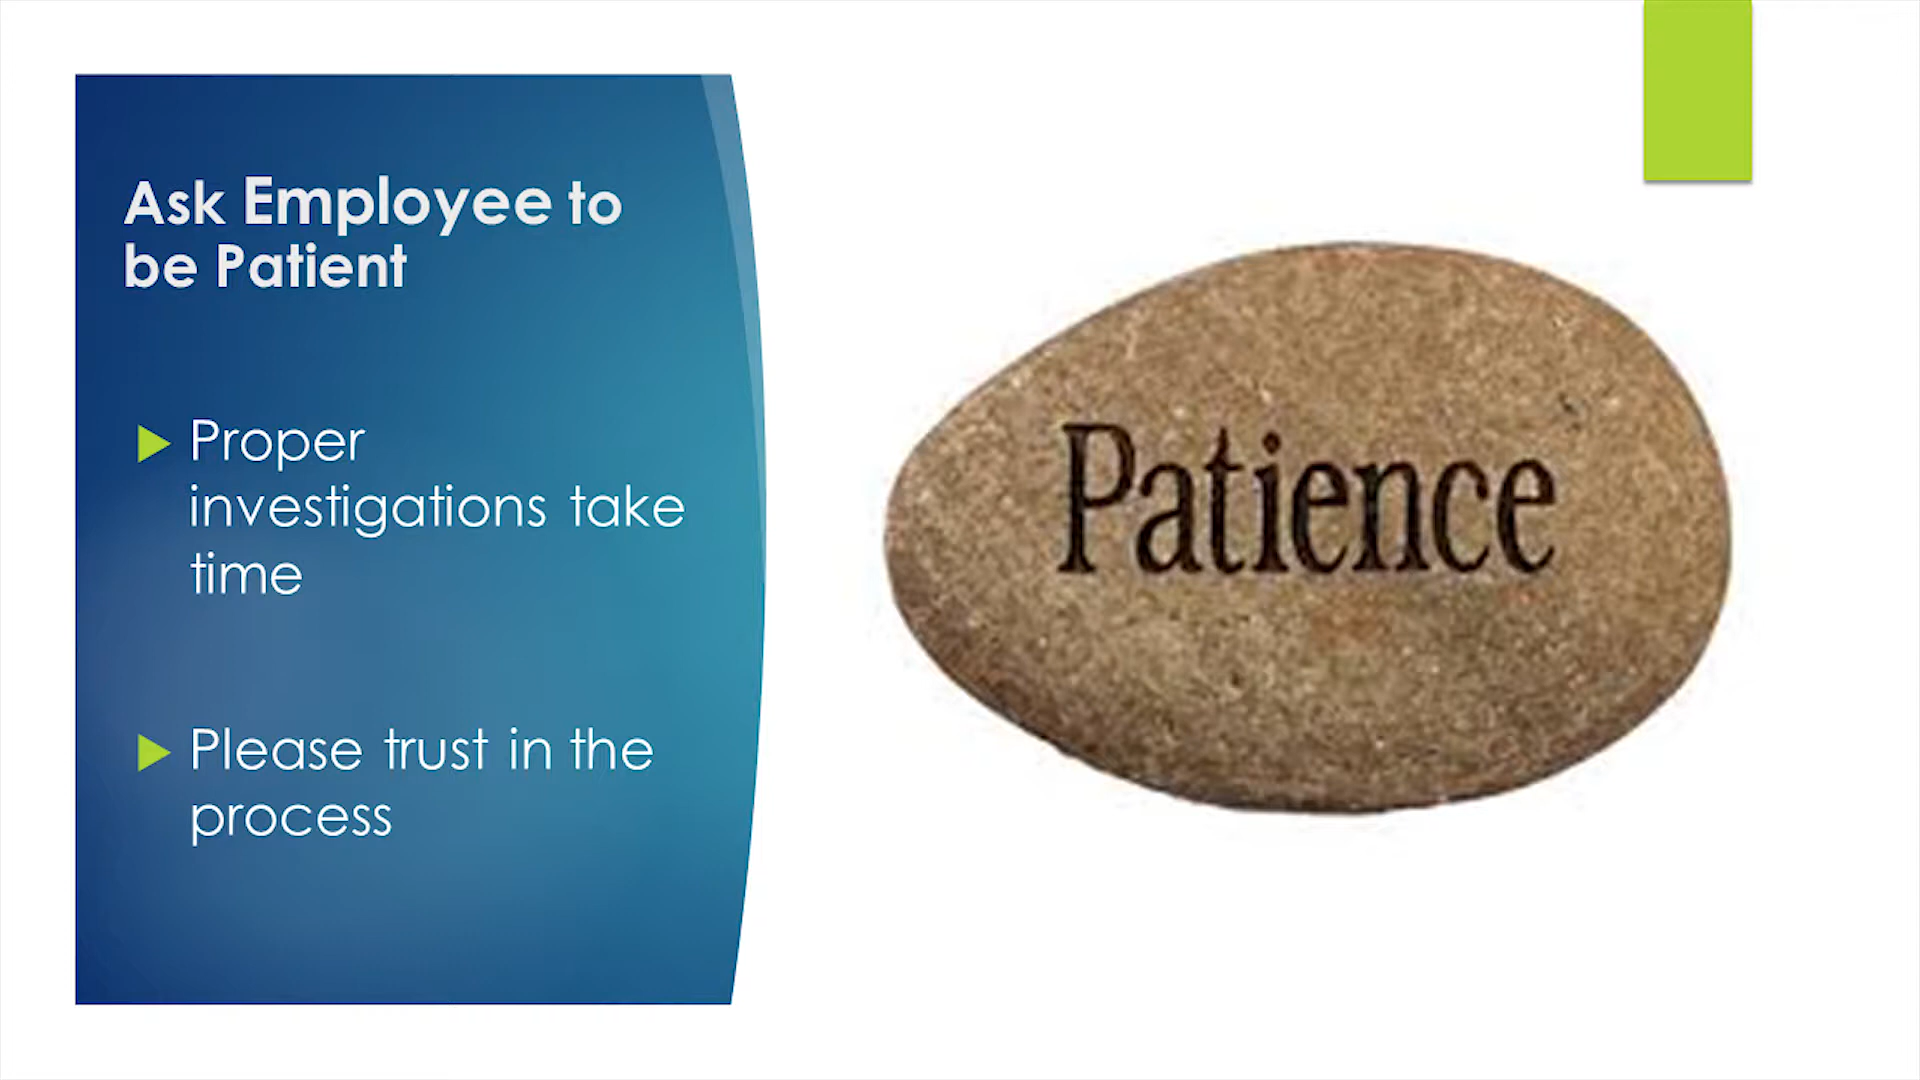 Ask Employee to
be Patient
Proper
investigations take
time
Please trust in the
process
Patience